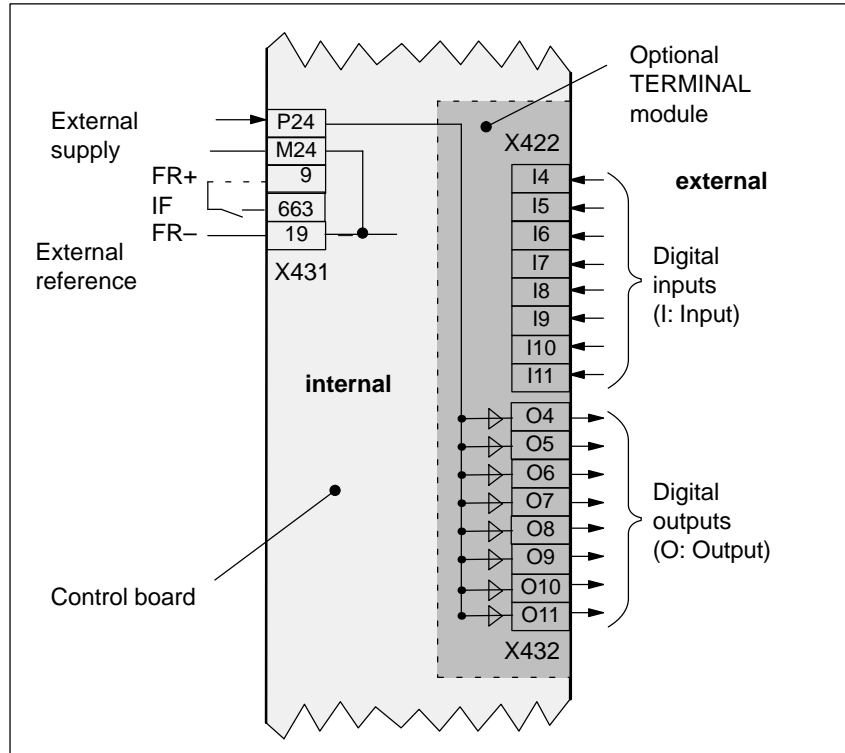 External
supply
FR+
IF
FR–
External
reference
P24
M24
9
663
19
X431
internal
Control board
Optional
TERMINAL
module
X422
external
I4
I5
I6
I7
I8
I9
I10
I11
Digital
inputs
(I: Input)
O4
O5
O6
O7
O8
O9
O10
O11
X432
Digital
outputs
(O: Output)